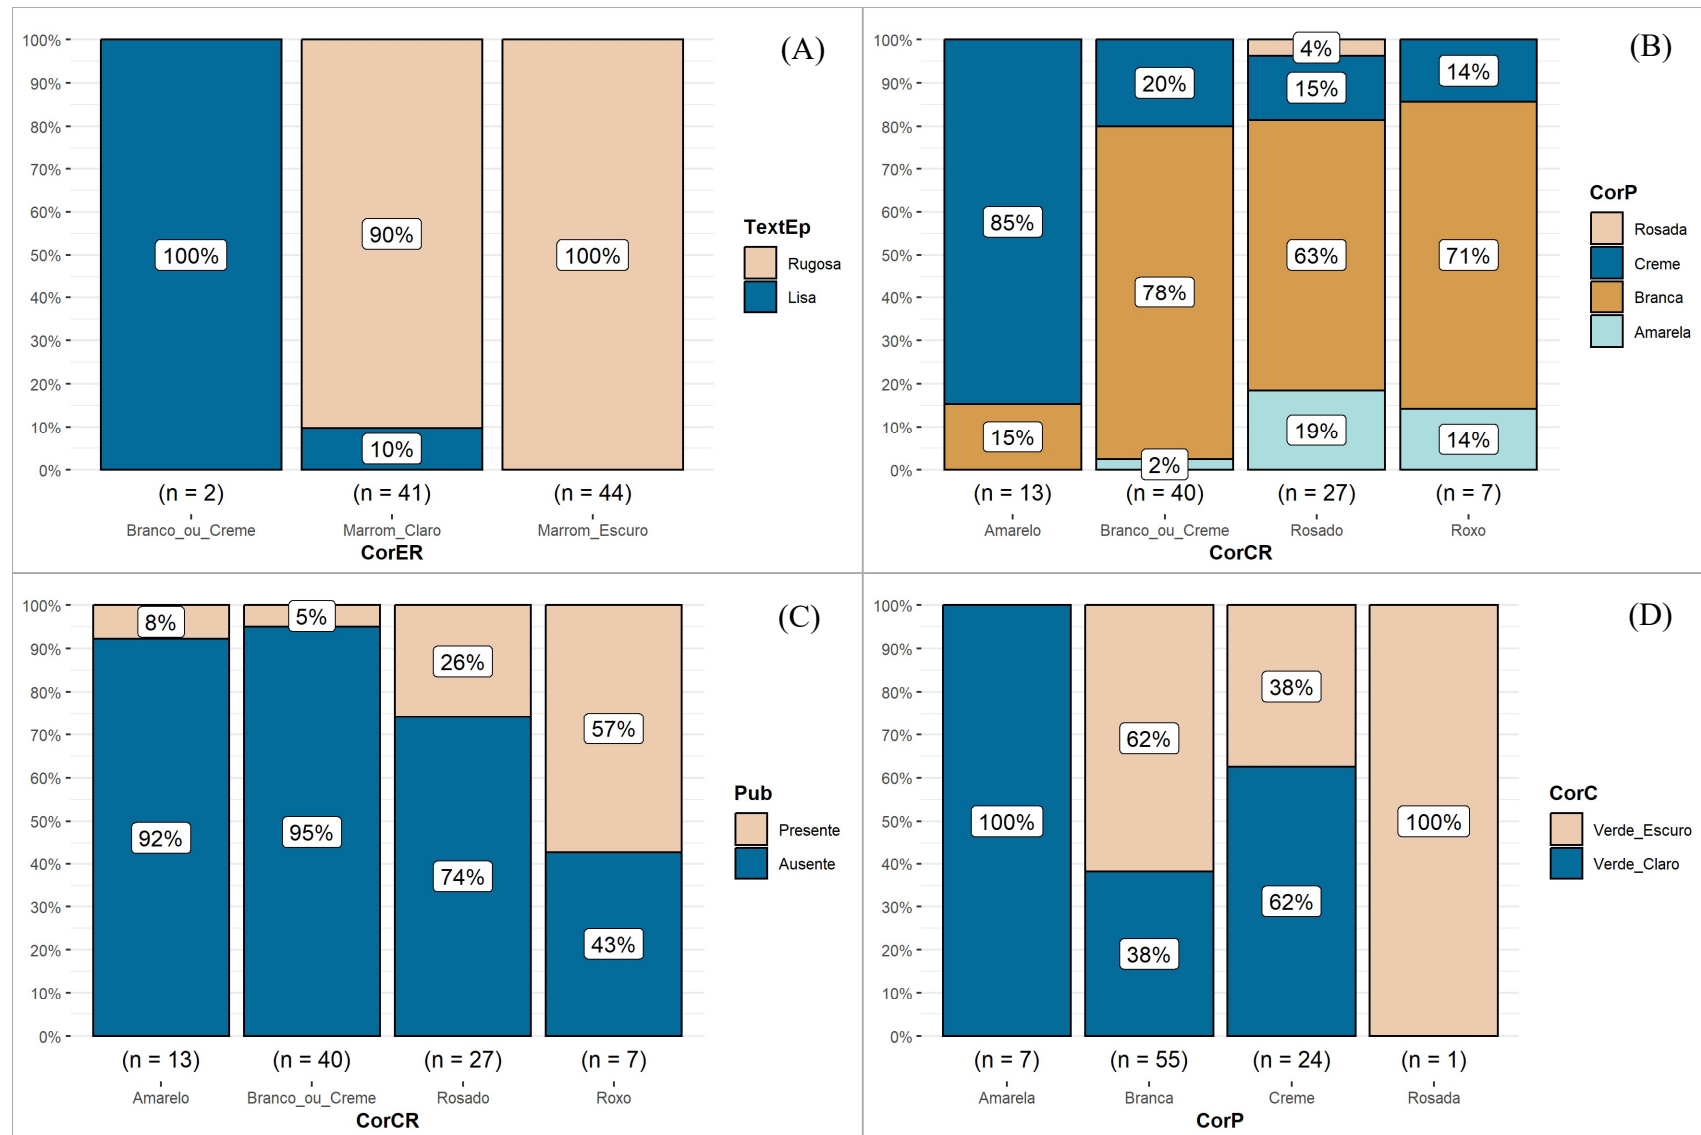 (A)
100%
90%
80%
70%
60%
50%
40%
30%
20%
10%
0%
100%
90%
10%
100%
(n = 2)
(n = 41)
(n = 44)
Branco_ou_Creme
Marrom_Claro
Marrom_Escuro
CorER
TextEp
Rugosa
Lisa
(B)
100%
90%
80%
70%
60%
50%
40%
30%
20%
10%
0%
85%
15%
20%
78%
2%
4%
15%
63%
19%
14%
71%
14%
(n = 13)
(n = 40)
(n = 27)
(n = 7)
Amarelo
Branco_ou_Creme
Rosado
Roxo
CorCR
CorP
Rosada
Creme
Branca
Amarela
(C)
100%
90%
80%
70%
60%
50%
40%
30%
20%
10%
0%
8%
92%
5%
95%
26%
74%
57%
43%
(n = 13)
(n = 40)
(n = 27)
(n = 7)
Amarelo
Branco_ou_Creme
Rosado
Roxo
CorCR
Pub
Presente
Ausente
(D)
100%
90%
80%
70%
60%
50%
40%
30%
20%
10%
0%
100%
62%
38%
38%
62%
100%
(n = 7)
(n = 55)
(n = 24)
(n = 1)
Amarela
Branca
Creme
Rosada
CorP
CorC
Verde_Escuro
Verde_Claro